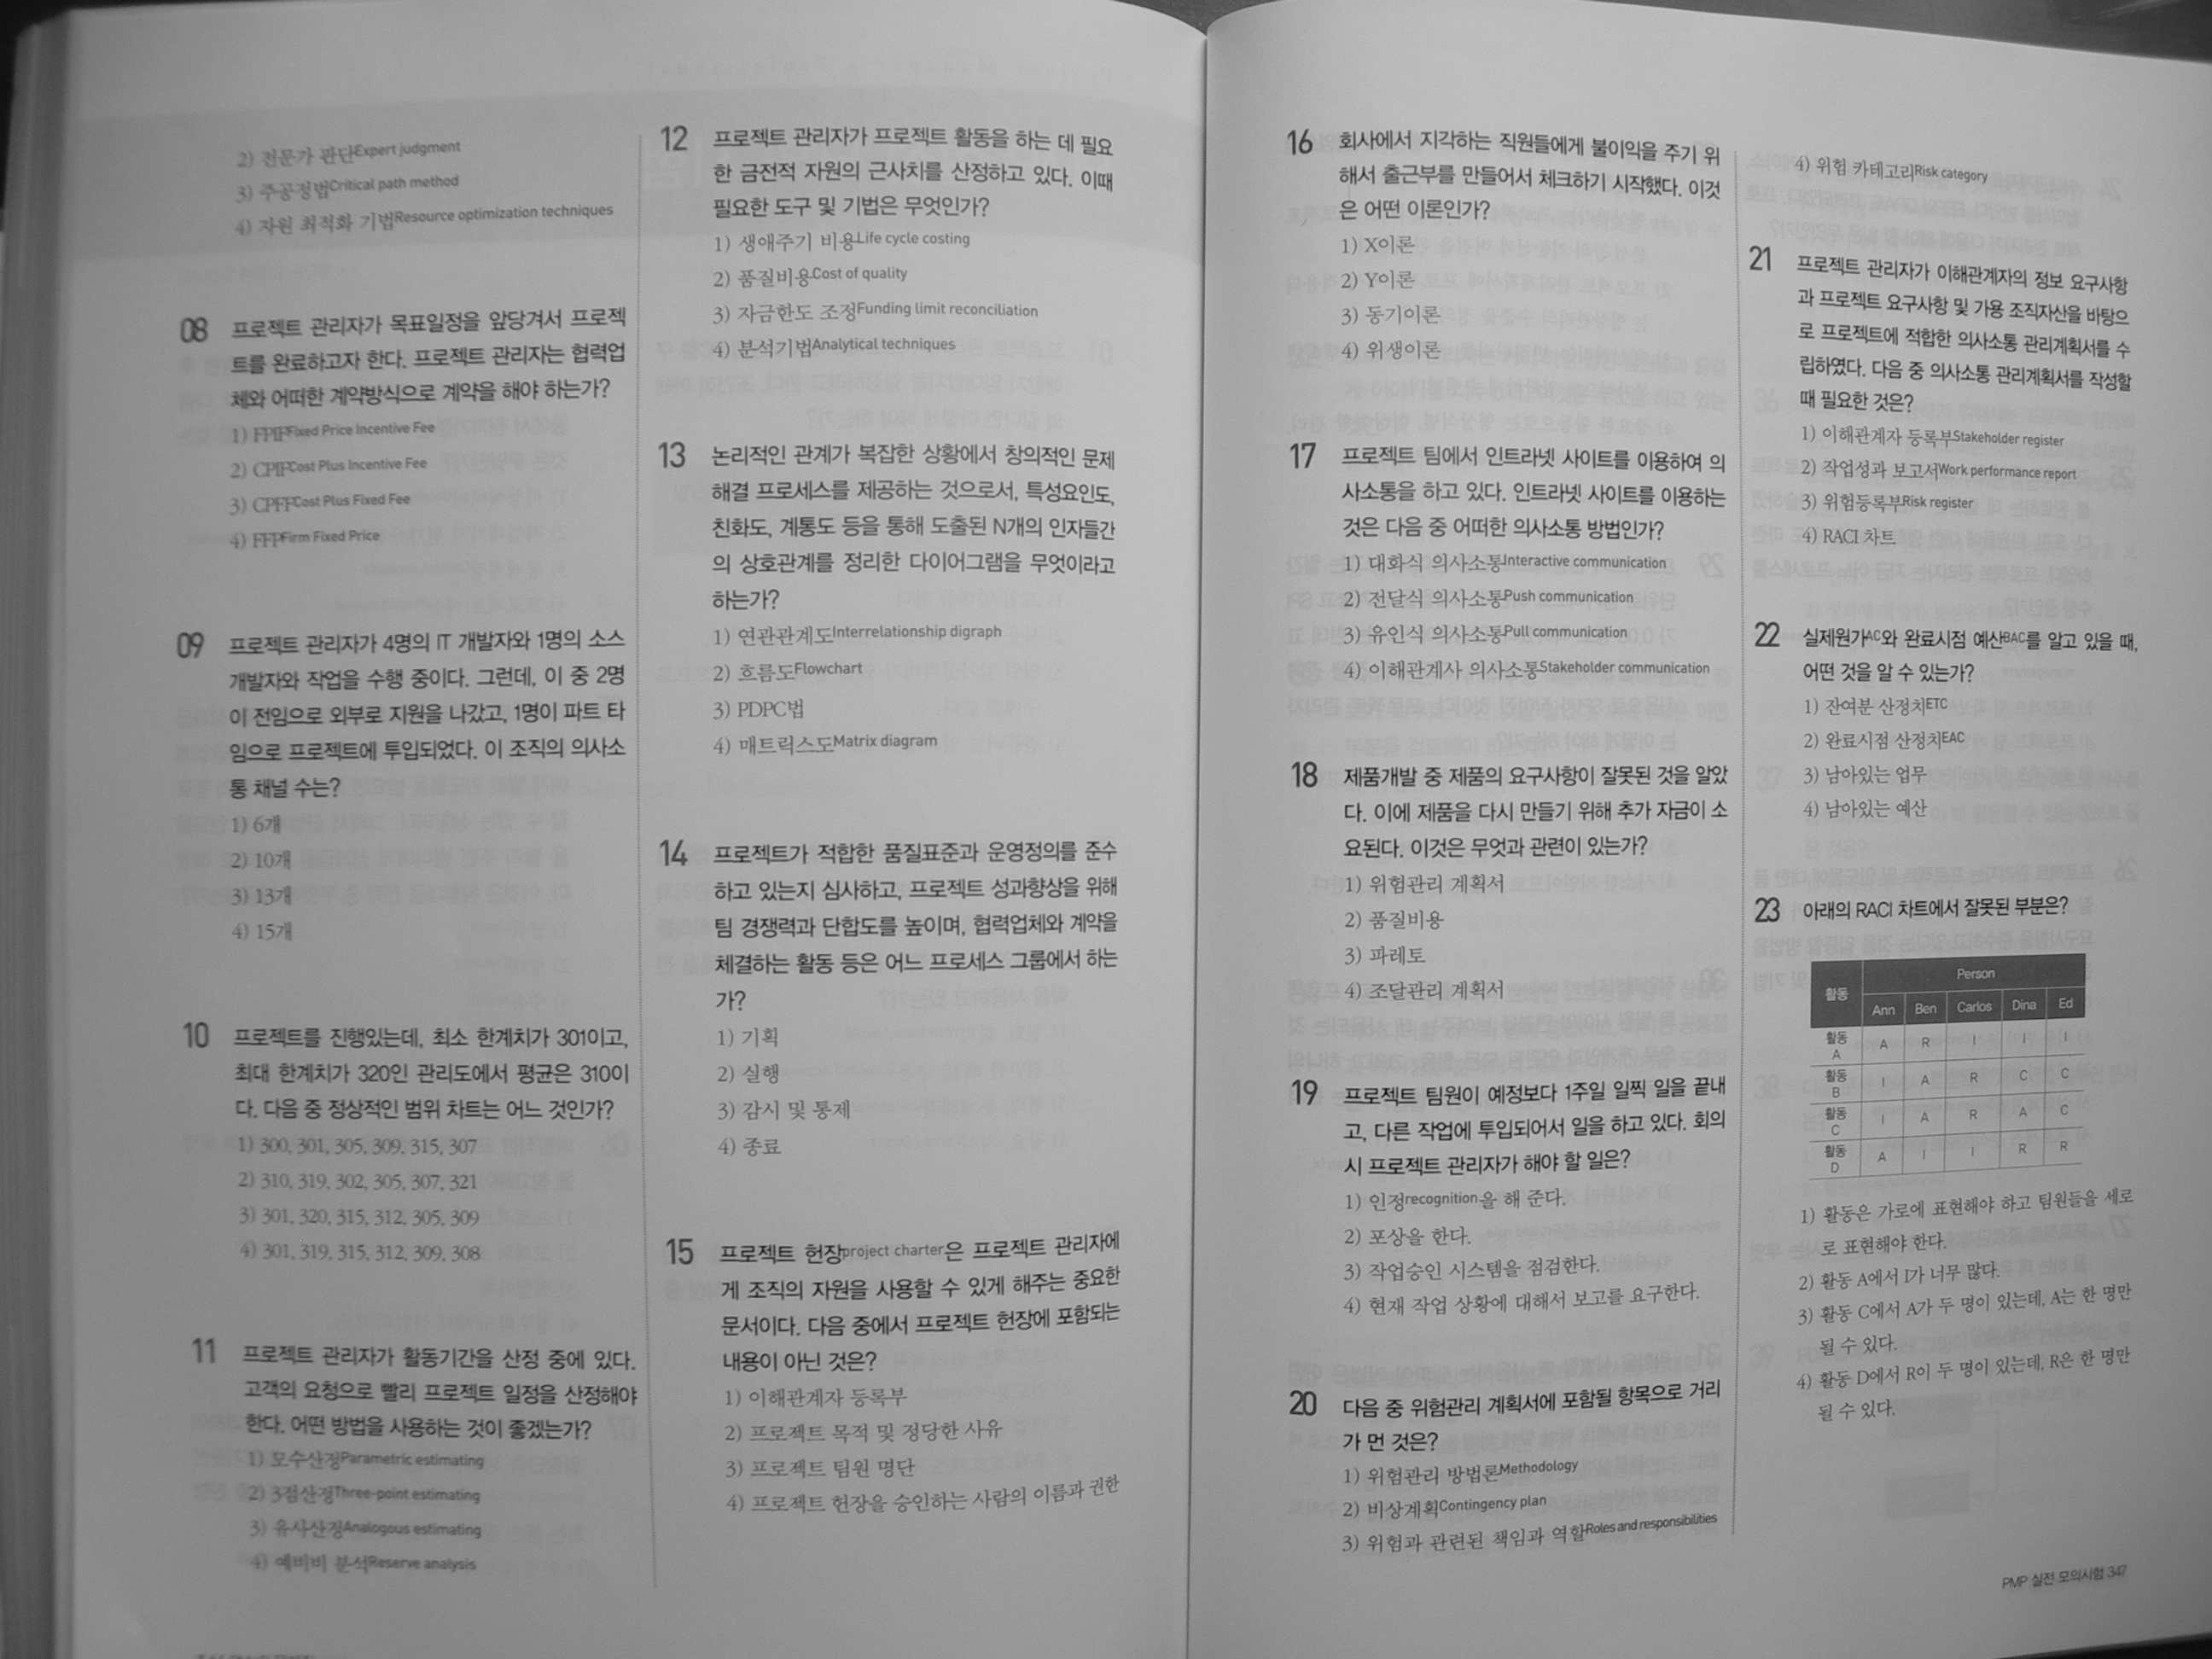 2) 전문가 판단Expert judgment
3) 주공정법Critical path method
4) 자원 최적화 기법Resource optimization techniques
08 프로젝트 관리자가 목표일정을 앞당겨서 프로젝
트를 완료하고자 한다. 프로젝트 관리자는 협력업
체와 어떠한 계약방식으로 계약을 해야 하는가?
1) FPIFFixed Price Incentive Fee
2) CPIFCost Plus Incentive Fee
3) CPFFCost Plus Fixed Fee
4) FFPFirm Fixed Price
09 프로젝트 관리자가 4명의 IT 개발자와 1명의 소스
개발자와 작업을 수행 중이다. 그런데, 이 중 2명
이 전임으로 외부로 지원을 나갔고, 1명이 파트 타
임으로 프로젝트에 투입되었다. 이 조직의 의사소
통 채널 수는?
1) 6개
2) 10개
3) 13개
4) 15개
10 프로젝트를 진행있는데, 최소 한계치가 301이고,
최대 한계치가 320인 관리도에서 평균은 310이
다. 다음 중 정상적인 범위 차트는 어느 것인가?
1) 300, 301, 305, 309, 315, 307
2) 310, 319, 302, 305, 307, 321
3) 301, 320, 315, 312, 305, 309
4) 301, 319, 315, 312, 309, 308
11 프로젝트 관리자가 활동기간을 산정 중에 있다.
고객의 요청으로 빨리 프로젝트 일정을 산정해야
한다. 어떤 방법을 사용하는 것이 좋겠는가?
1) 모수산정Parametric estimating
2) 3점산정Three-point estimating
3) 유사산정Analogous estimating
4) 예비비 분석Reserve analysis
12 프로젝트 관리자가 프로젝트 활동을 하는 데 필요
한 금전적 자원의 근사치를 산정하고 있다. 이때
필요한 도구 및 기법은 무엇인가?
1) 생애주기 비용Life cycle costing
2) 품질비용Cost of quality
3) 자금한도 조정Funding limit reconciliation
4) 분석기법Analytical techniques
13 논리적인 관계가 복잡한 상황에서 창의적인 문제
해결 프로세스를 제공하는 것으로서, 특성요인도,
친화도, 계통도 등을 통해 도출된 N개의 인자들간
의 상호관계를 정리한 다이어그램을 무엇이라고
하는가?
1) 연관관계도Interrelationship digraph
2) 흐름도Flowchart
3) PDPC법
4) 매트릭스도Matrix diagram
14 프로젝트가 적합한 품질표준과 운영정의를 준수
하고 있는지 심사하고, 프로젝트 성과향상을 위해
팀 경쟁력과 단합도를 높이며, 협력업체와 계약을
체결하는 활동 등은 어느 프로세스 그룹에서 하는
가?
1) 기획
2) 실행
3) 감시 및 통제
4) 종료
15 프로젝트 헌장project charter은 프로젝트 관리자에
게 조직의 자원을 사용할 수 있게 해주는 중요한
문서이다. 다음 중에서 프로젝트 헌장에 포함되는
내용이 아닌 것은?
1) 이해관계자 등록부
2) 프로젝트 목적 및 정당한 사유
3) 프로젝트 팀원 명단
4) 프로젝트 헌장을 승인하는 사람의 이름과 권한
16 회사에서 지각하는 직원들에게 불이익을 주기 위
해서 출근부를 만들어서 체크하기 시작했다. 이것
은 어떤 이론인가?
1) X이론
2) Y이론
3) 동기이론
4) 위생이론
17 프로젝트 팀에서 인트라넷 사이트를 이용하여 의
사소통을 하고 있다. 인트라넷 사이트를 이용하는
것은 다음 중 어떠한 의사소통 방법인가?
1) 대화식 의사소통Interactive communication
2) 전달식 의사소통Push communication
3) 유인식 의사소통Pull communication
4) 이해관계사 의사소통Stakeholder communication
18 제품개발 중 제품의 요구사항이 잘못된 것을 알았
다. 이에 제품을 다시 만들기 위해 추가 자금이 소
요된다. 이것은 무엇과 관련이 있는가?
1) 위험관리 계획서
2) 품질비용
3) 파레토
4) 조달관리 계획서
19 프로젝트 팀원이 예정보다 1주일 일찍 일을 끝내
고, 다른 작업에 투입되어서 일을 하고 있다. 회의
시 프로젝트 관리자가 해야 할 일은?
1) 인정recognition을 해 준다.
2) 포상을 한다.
3) 작업승인 시스템을 점검한다.
4) 현재 작업 상황에 대해서 보고를 요구한다.
20 다음 중 위험관리 계획서에 포함될 항목으로 거리
가 먼 것은?
1) 위험관리 방법론Methodology
2) 비상계획Contingency plan
3) 위험과 관련된 책임과 역할Roles and responsibilities
4) 위험 카테고리Risk category
21 프로젝트 관리자가 이해관계자의 정보 요구사항
과 프로젝트 요구사항 및 가용 조직자산을 바탕으
로 프로젝트에 적합한 의사소통 관리계획서를 수
립하였다. 다음 중 의사소통 관리계획서를 작성할
때 필요한 것은?
1) 이해관계자 등록부Stakeholder register
2) 작업성과 보고서Work performance report
3) 위험등록부Risk register
4) RACI 차트
22 실제원가AC와 완료시점 예산BAC를 알고 있을 때,
어떤 것을 알 수 있는가?
1) 잔여분 산정치ETC
2) 완료시점 산정치EAC
3) 남아있는 업무
4) 남아있는 예산
23 아래의 RACI 차트에서 잘못된 부분은?
활동 Person
Ann Ben Carlos Dina Ed
활동 A A R I I I
활동 B I A R C C
활동 C I A R A C
활동 D A I I R R
1) 활동은 가로에 표현해야 하고 팀원들을 세로
로 표현해야 한다.
2) 활동 A에서 I가 너무 많다.
3) 활동 C에서 A가 두 명이 있는데, A는 한 명만
될 수 있다.
4) 활동 D에서 R이 두 명이 있는데, R은 한 명만
될 수 있다.
PMP 실전 모의시험 347